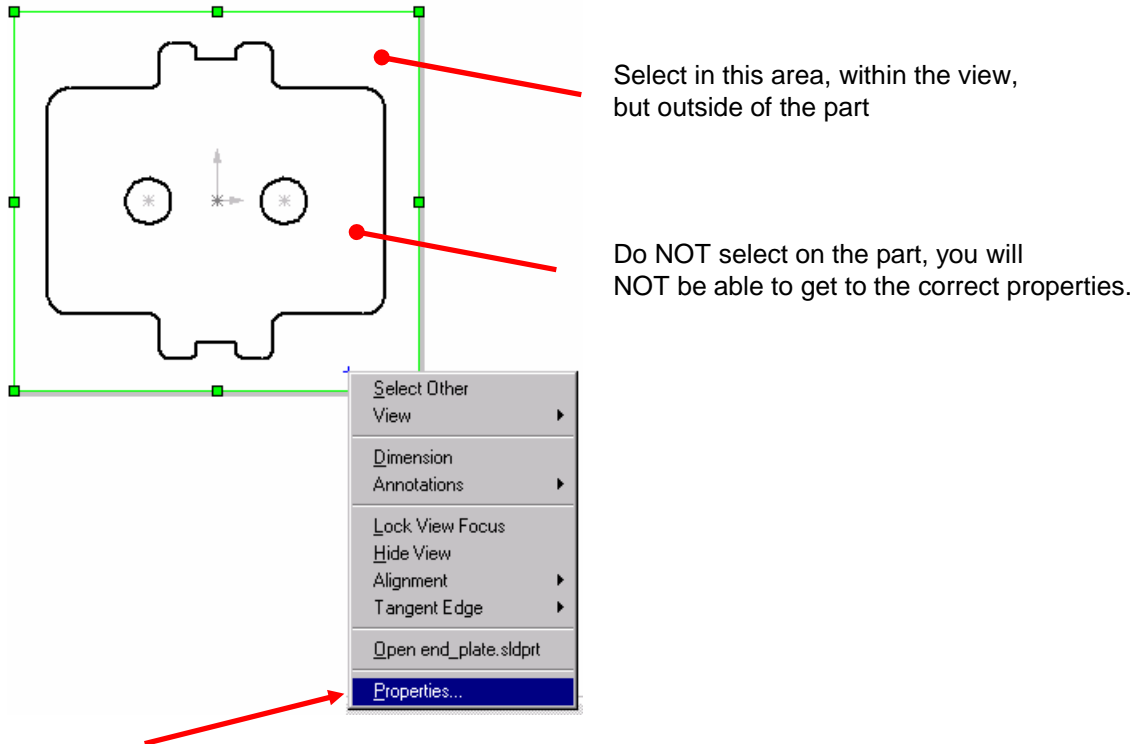 Select in this area, within the view,
but outside of the part
Do NOT select on the part, you will
NOT be able to get to the correct properties.
Select Other
View
Dimension
Annotations
Lock View Focus
Hide View
Alignment
Tangent Edge
Open end_plate.sldprt
Properties...